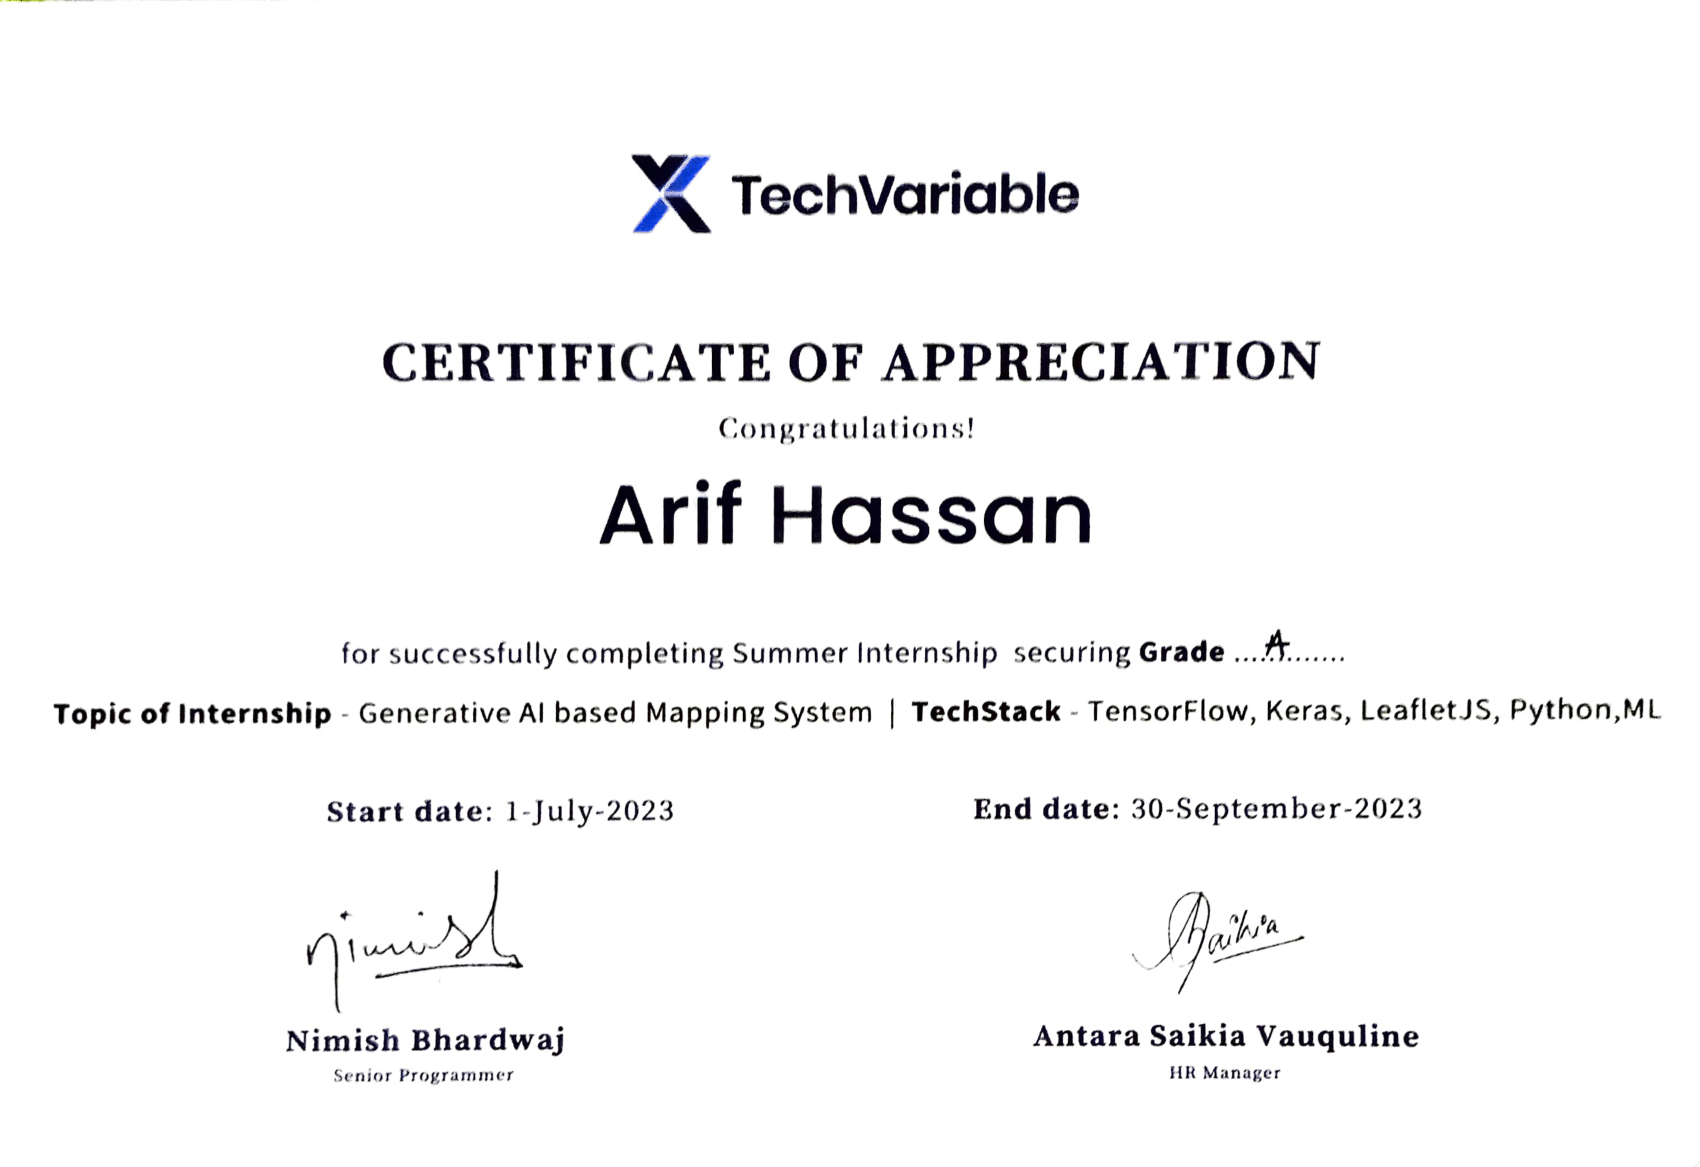 TechVariable
CERTIFICATE OF APPRECIATION
Congratulations!
Arif Hassan
for successfully completing Summer Internship securing Grade .....A.......
Topic of Internship - Generative AI based Mapping System | TechStack - TensorFlow, Keras, LeafletJS, Python,ML
Start date: 1-July-2023 End date: 30-September-2023
Nimish ASaikia
Nimish Bhardwaj Antara Saikia Vauquline
Senior Programmer HR Manager